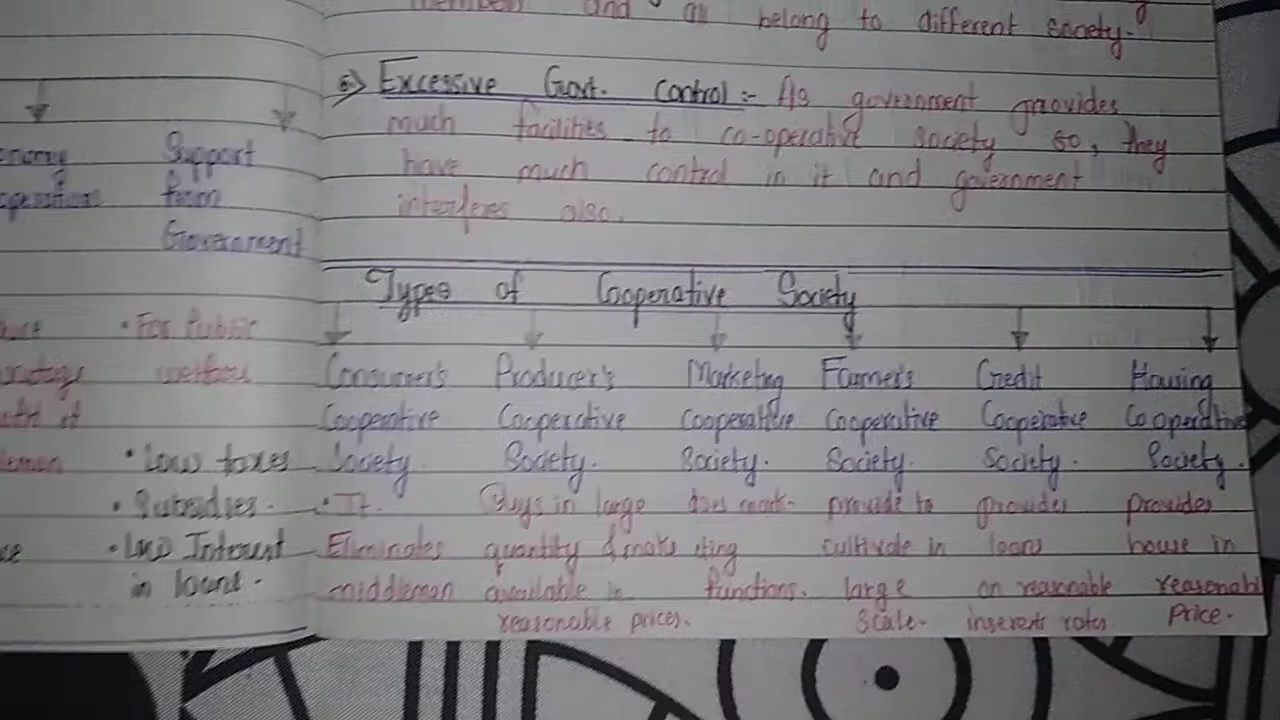 and all belong to different society.
5) Excessive Govt. Control :- As government provides
much facilities to co-operative society so, they
have much control in it and government
interferes also.
Support
from
Government
• For Public
welfare
• Low taxes
• Subsidies.
• Low Interest
in loans.
Types of Cooperative Society
Consumer's Producer's Marketing Farmer's Credit Housing
Cooperative Cooperative Cooperative Cooperative Cooperative Cooperative
Society. Society. Society. Society. Society. Society.
• It Buys in large does mark- provide to provides provides
Eliminates quantity & make eting cultivate in loans house in
middleman available in functions. large on reasonable reasonabl
reasonable prices. Scale. rates. Price.